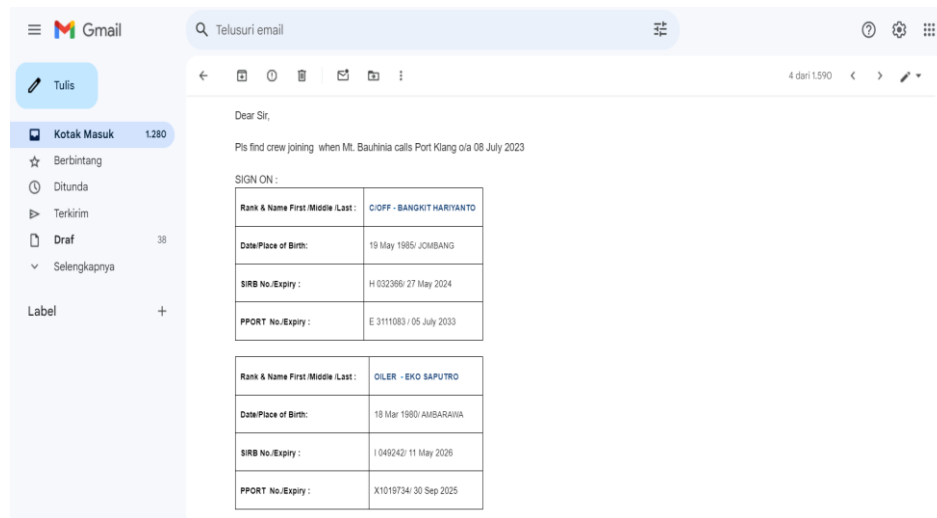 Gmail
Telusuri email
Tulis
4 dari 1.590
Kotak Masuk 1.280
Berbintang
Ditunda
Terkirim
Draf 38
Selengkapnya
Label
Dear Sir,
Pls find crew joining when Mt. Bauhinia calls Port Klang o/a 08 July 2023
SIGN ON :
Rank & Name First /Middle /Last : C/OFF - BANGKIT HARIYANTO
Date/Place of Birth: 19 May 1985/ JOMBANG
SIRB No./Expiry : H 032366/ 27 May 2024
PPORT No./Expiry : E 3111083 / 05 July 2033
Rank & Name First /Middle /Last : OILER - EKO SAPUTRO
Date/Place of Birth: 18 Mar 1980/ AMBARAWA
SIRB No./Expiry : I 049242/ 11 May 2026
PPORT No./Expiry : X1019734/ 30 Sep 2025